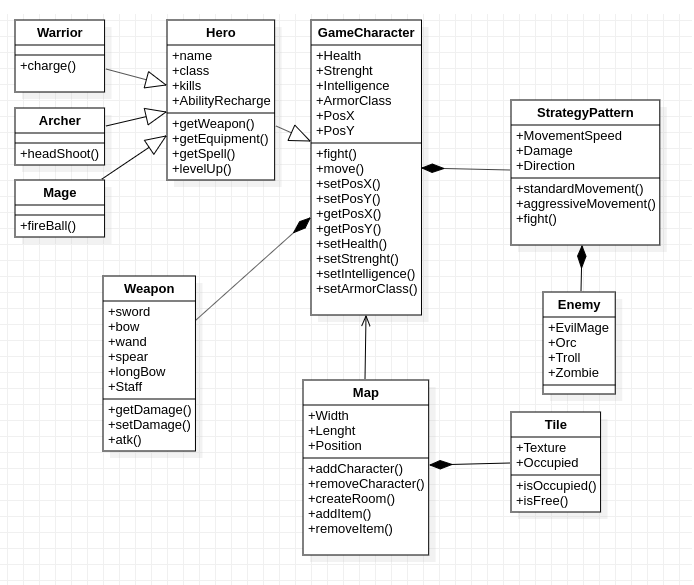 Warrior
+charge()
Archer
+headShoot()
Mage
+fireBall()
Hero
+name
+class
+kills
+AbilityRecharge
+getWeapon()
+getEquipment()
+getSpell()
+levelUp()
GameCharacter
+Health
+Strenght
+Intelligence
+ArmorClass
+PosX
+PosY
+fight()
+move()
+setPosX()
+setPosY()
+getPosX()
+getPosY()
+setHealth()
+setStrenght()
+setIntelligence()
+setArmorClass()
StrategyPattern
+MovementSpeed
+Damage
+Direction
+standardMovement()
+aggressiveMovement()
+fight()
Weapon
+sword
+bow
+wand
+spear
+longBow
+Staff
+getDamage()
+setDamage()
+atk()
Enemy
+EvilMage
+Orc
+Troll
+Zombie
Map
+Width
+Lenght
+Position
+addCharacter()
+removeCharacter()
+createRoom()
+addItem()
+removeItem()
Tile
+Texture
+Occupied
+isOccupied()
+isFree()